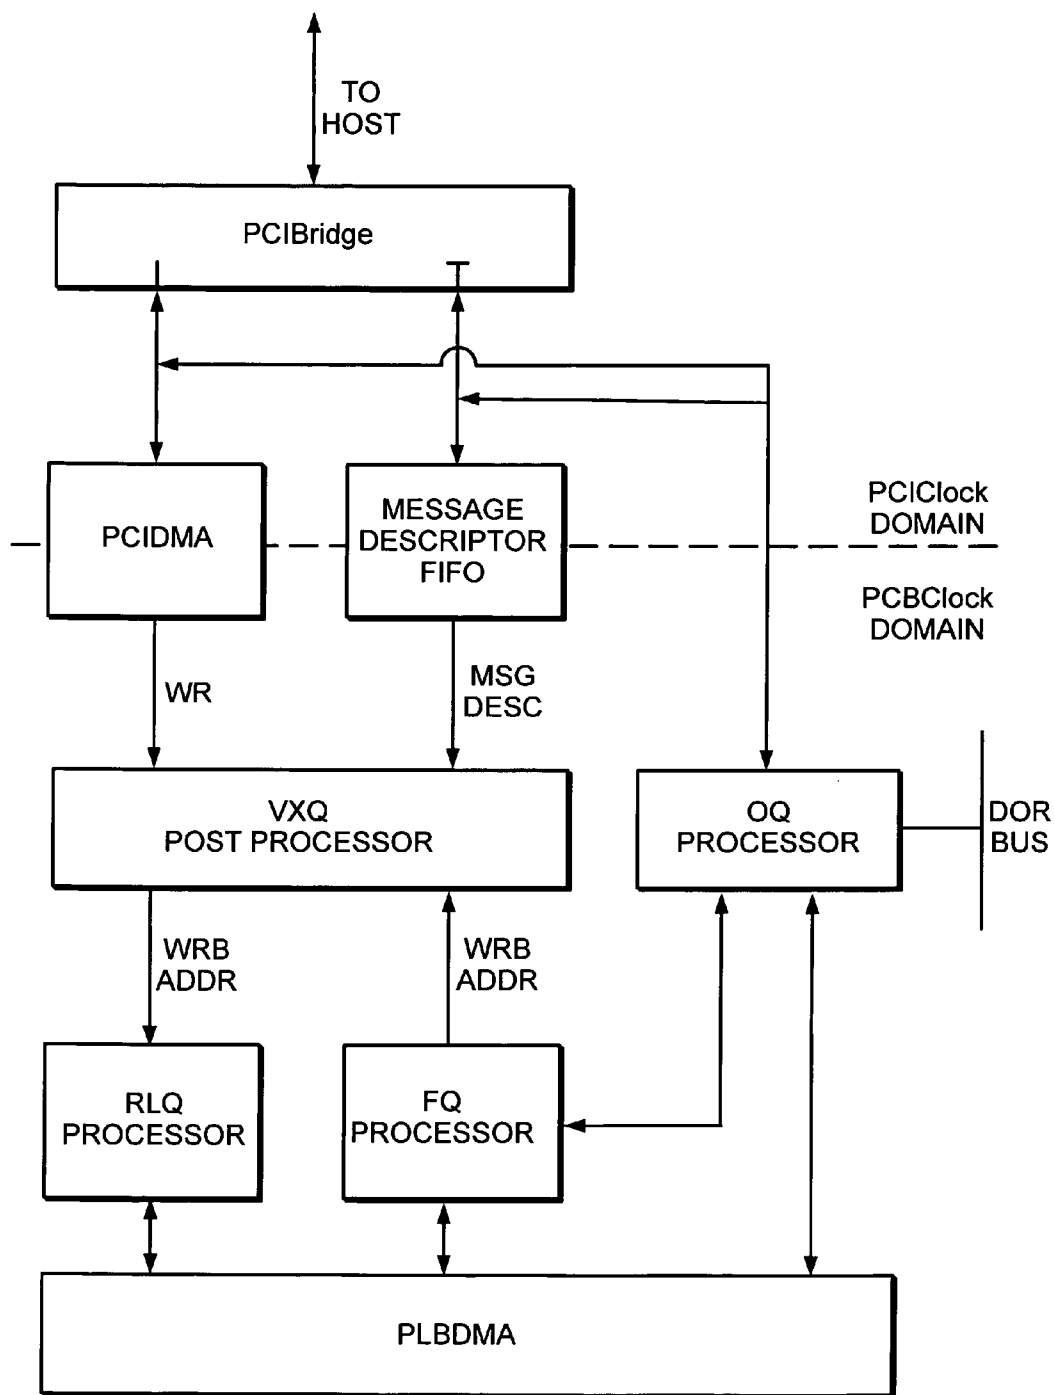 TO
HOST
PCIBridge
PCIDMA
MESSAGE
DESCRIPTOR
FIFO
PCIClock
DOMAIN
PCBClock
DOMAIN
WR
MSG
DESC
VXQ
POST PROCESSOR
OQ
PROCESSOR
DOR
BUS
WRB
ADDR
WRB
ADDR
RLQ
PROCESSOR
FQ
PROCESSOR
PLBDMA